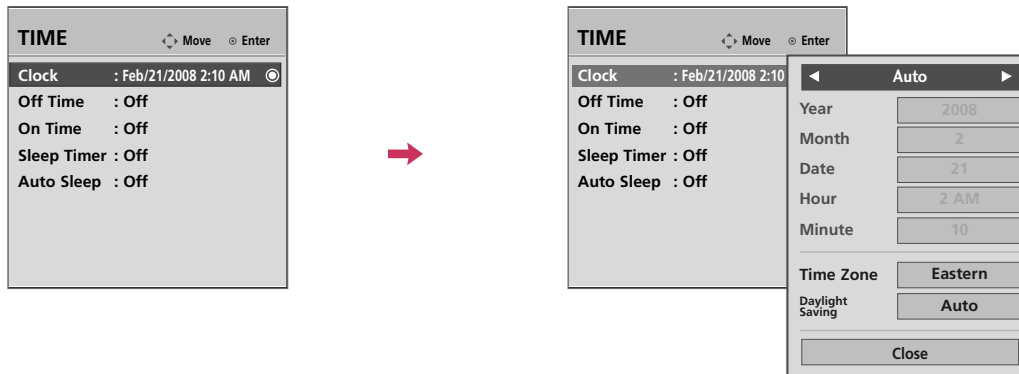 TIME
Move Enter
Clock : Feb/21/2008 2:10 AM
Off Time : Off
On Time : Off
Sleep Timer : Off
Auto Sleep : Off
TIME
Move Enter
Clock : Feb/21/2008 2:10
Off Time : Off
On Time : Off
Sleep Timer : Off
Auto Sleep : Off
Auto
Year 2008
Month 2
Date 21
Hour 2 AM
Minute 10
Time Zone Eastern
Daylight
Saving Auto
Close